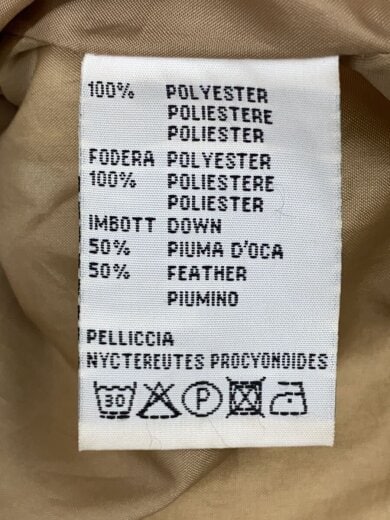 100% POLYESTER
POLIESTERE
POLIESTER
FODERA POLYESTER
100% POLIESTERE
POLIESTER
IMBOTT DOWN
50% PIUMA D'OCA
50% FEATHER
PIUMINO
PELLICCIA
NYCTEREUTES PROCYONOIDES
30 P